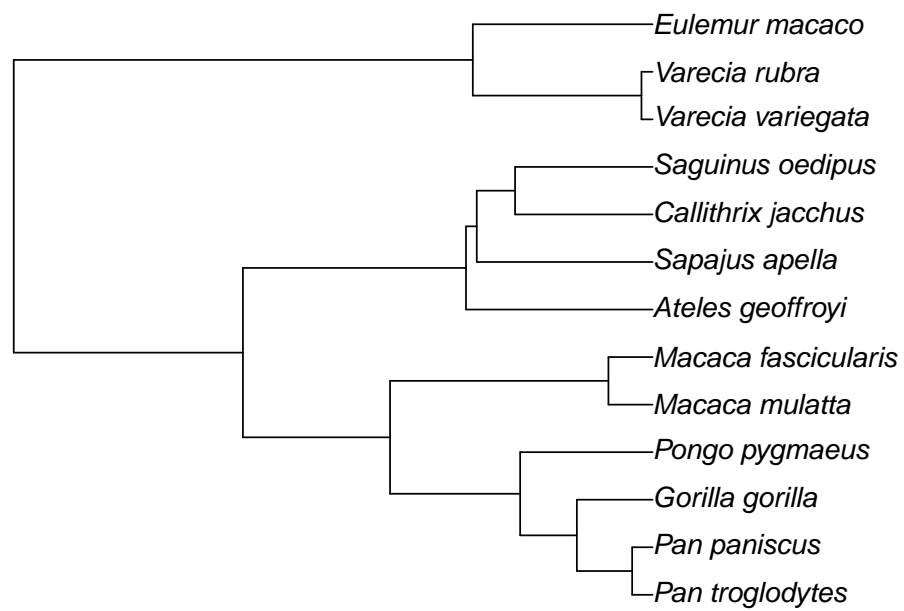 Eulemur macaco
Varecia rubra
Varecia variegata
Saguinus oedipus
Callithrix jacchus
Sapajus apella
Ateles geoffroyi
Macaca fascicularis
Macaca mulatta
Pongo pygmaeus
Gorilla gorilla
Pan paniscus
Pan troglodytes